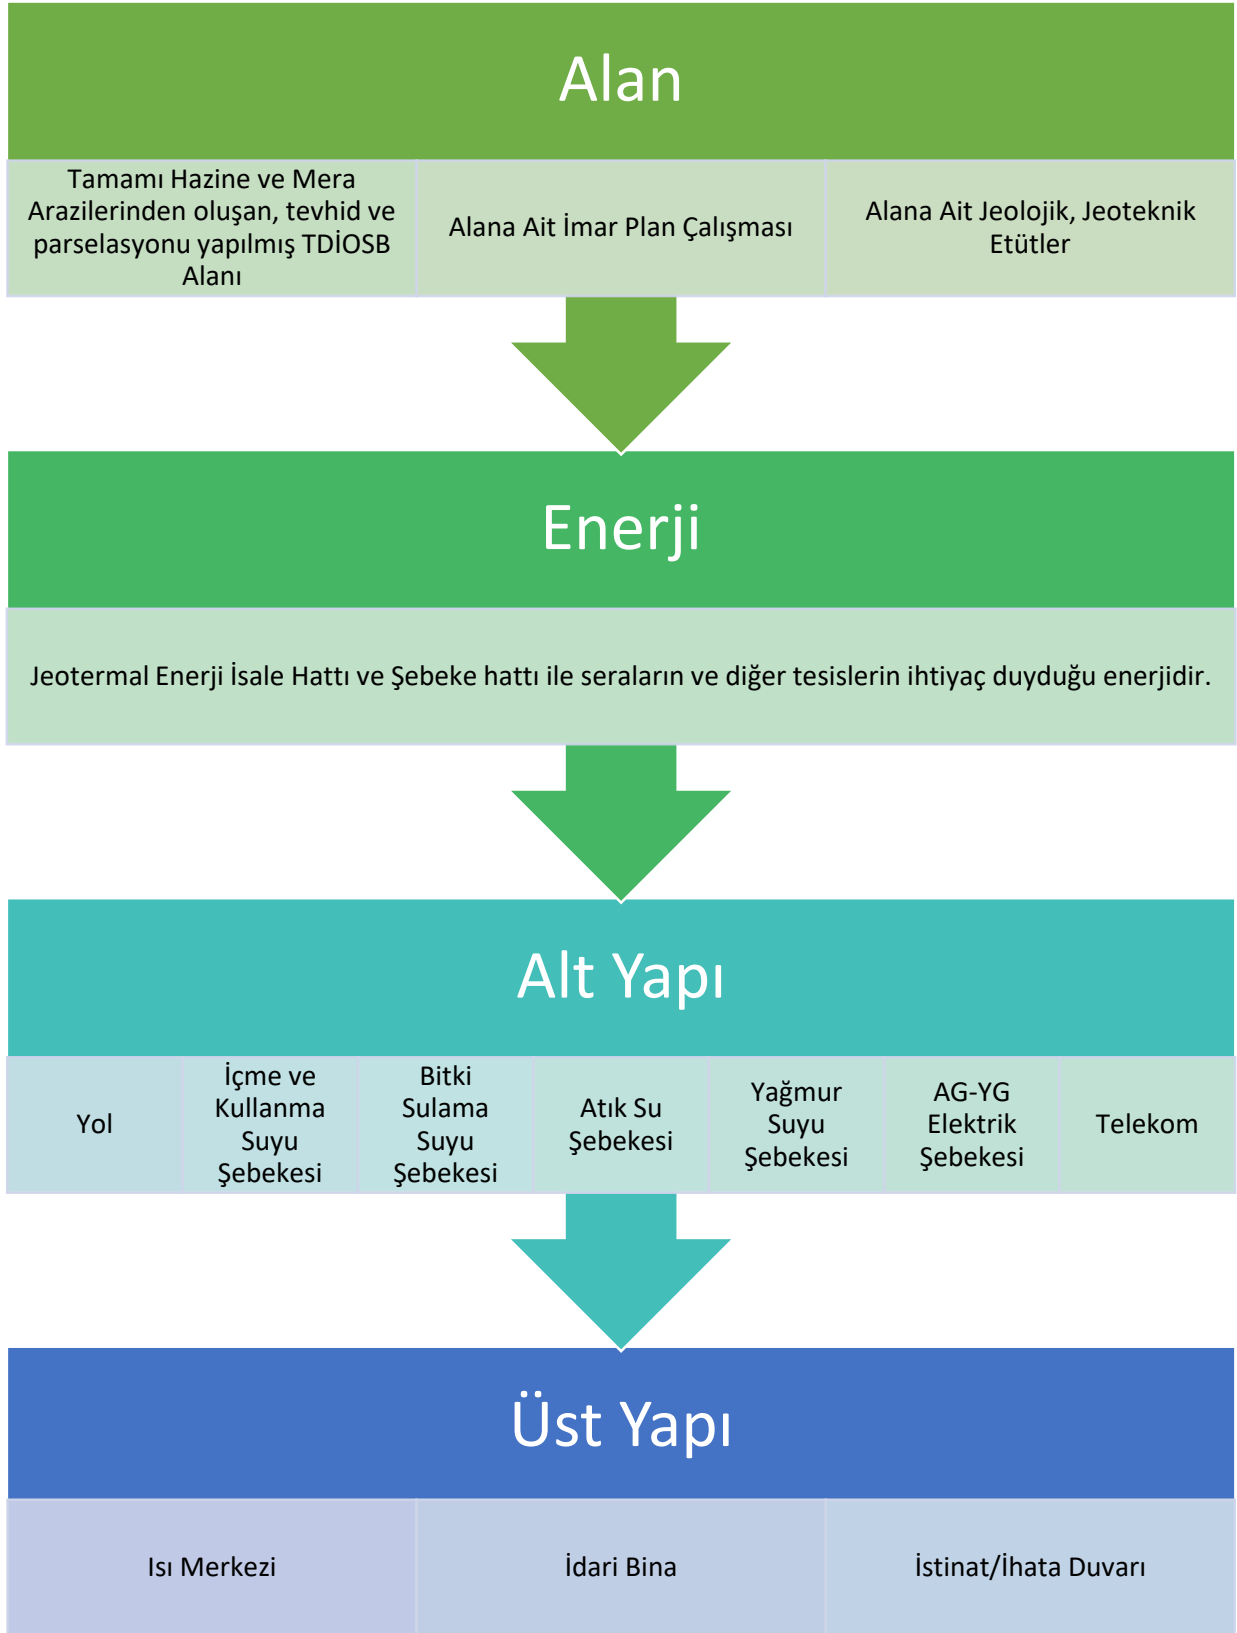 Alan
Tamamı Hazine ve Mera
Arazilerinden oluşan, tevhid ve
parselasyonu yapılmış TDİOSB
Alanı
Alana Ait İmar Plan Çalışması
Alana Ait Jeolojik, Jeoteknik
Etütler
Enerji
Jeotermal Enerji İsale Hattı ve Şebeke hattı ile seraların ve diğer tesislerin ihtiyaç duyduğu enerjidir.
Alt Yapı
Yol
İçme ve
Kullanma
Suyu
Şebekesi
Bitki
Sulama
Suyu
Şebekesi
Atık Su
Şebekesi
Yağmur
Suyu
Şebekesi
AG-YG
Elektrik
Şebekesi
Telekom
Üst Yapı
Isı Merkezi
İdari Bina
İstinat/İhata Duvarı